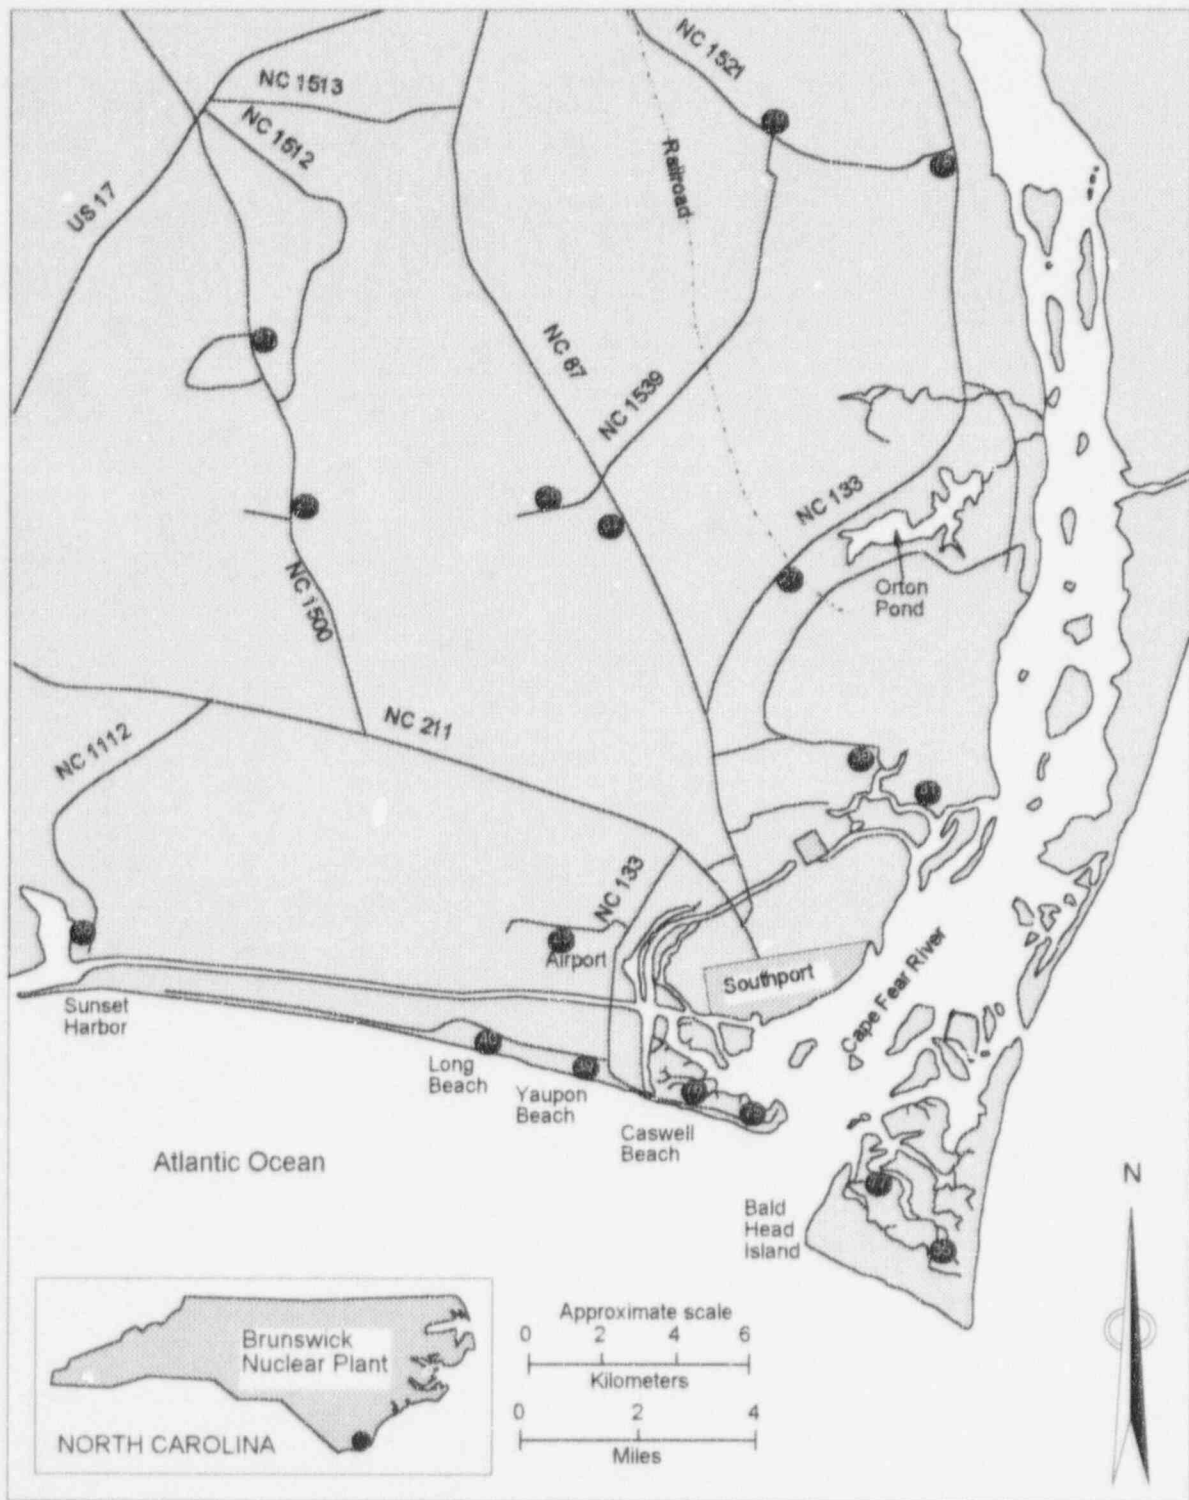 NC 1521
NC 1513
NC 1512
Railroad
US 17
NC 87
NC 1539
NC 133
Orton
Pond
NC 1500
NC 211
NC 1112
NC 133
Airport
Southport
Cape Fear River
Sunset
Harbor
Long
Beach
Yaupon
Beach
Caswell
Beach
Atlantic Ocean
Bald
Head
Island
N
Brunswick
Nuclear Plant
NORTH CAROLINA
Approximate scale
0 2 4 6
Kilometers
0 2 4
Miles